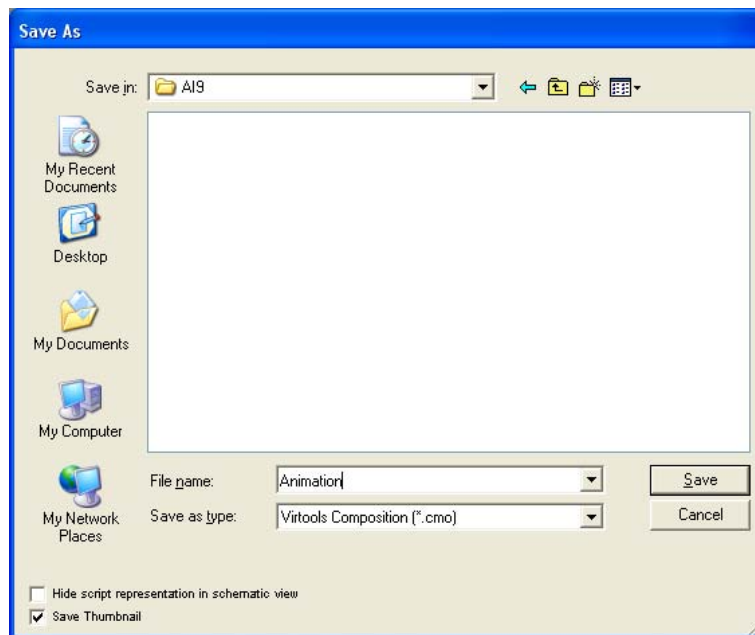 Save As
Save in: AI9
My Recent
Documents
Desktop
My Documents
My Computer
My Network
Places
File name: Animation Save
Save as type: Virtools Composition (*.cmo) Cancel
Hide script representation in schematic view
Save Thumbnail